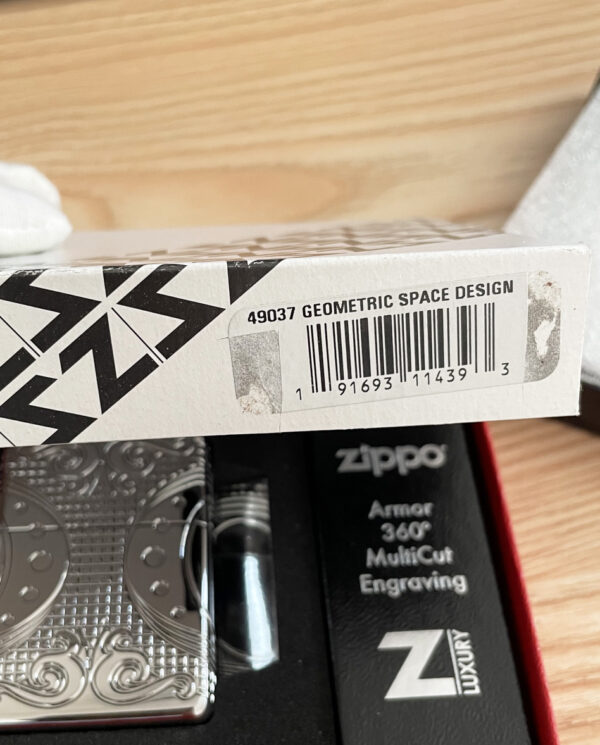 49037 GEOMETRIC SPACE DESIGN
1 91693 11439 3
zippo
Armor
360°
MultiCut
Engraving
Z LUXURY